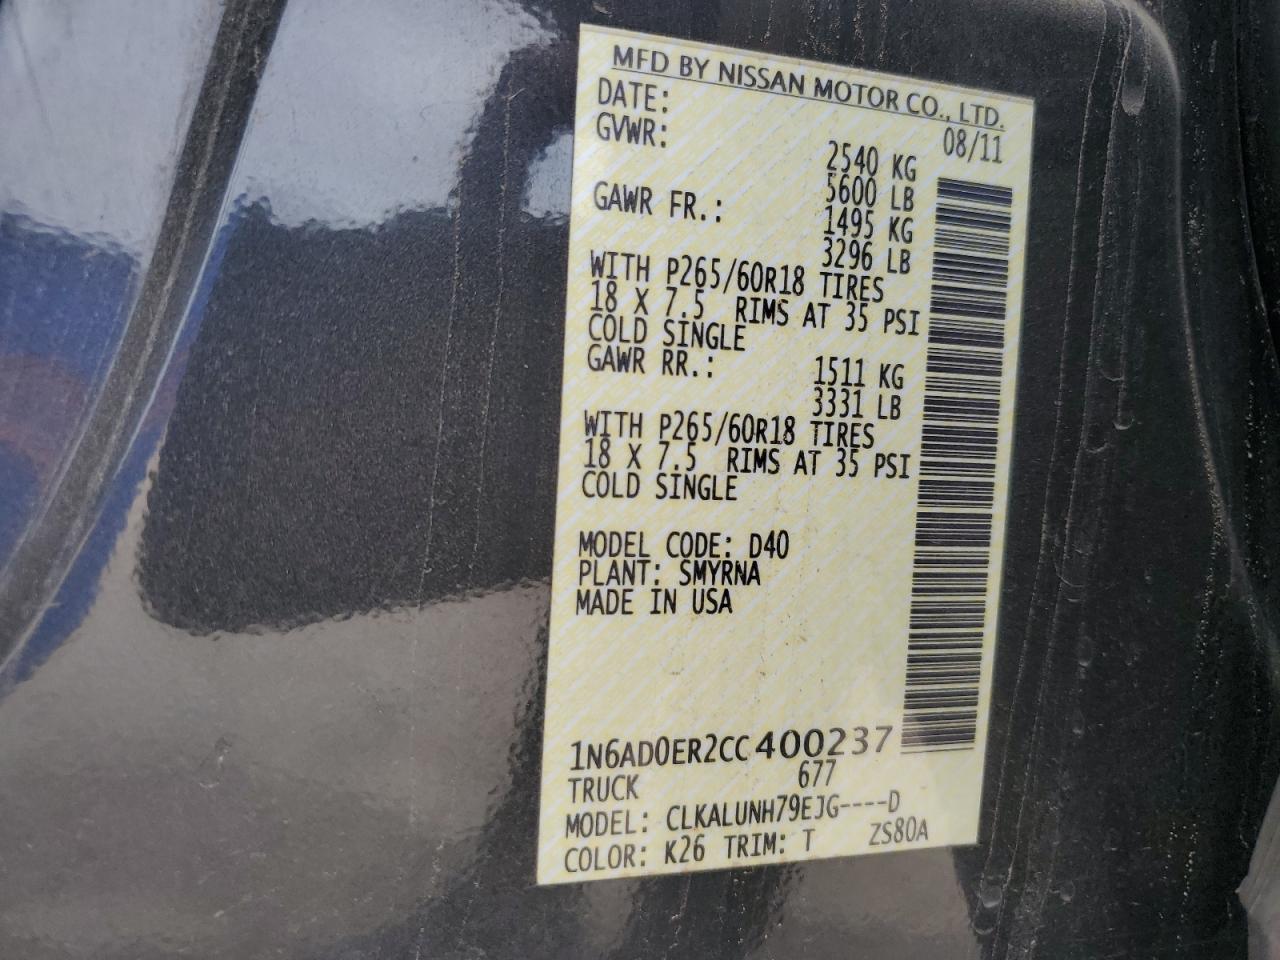 MFD BY NISSAN MOTOR CO., LTD.
DATE: 08/11
GVWR: 2540 KG
5600 LB
GAWR FR.: 1495 KG
3296 LB
WITH P265/60R18 TIRES
18 X 7.5 RIMS AT 35 PSI
COLD SINGLE
GAWR RR.: 1511 KG
3331 LB
WITH P265/60R18 TIRES
18 X 7.5 RIMS AT 35 PSI
COLD SINGLE
MODEL CODE: D40
PLANT: SMYRNA
MADE IN USA
1N6AD0ER2CC400237
TRUCK 677
MODEL: CLKALUNH79EJG----D
COLOR: K26 TRIM: T ZS80A